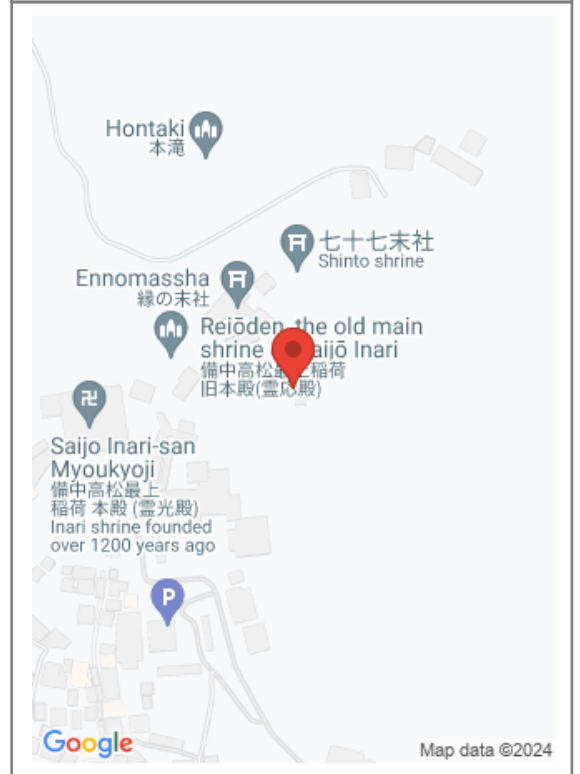 Hontaki
本滝
七十七末社
Shinto shrine
Ennomassha
縁の末社
Reiōden, the old main
shrine aijō Inari
備中高松最上稲荷
旧本殿(霊応殿)
Saijo Inari-san
Myoukyoji
備中高松最上
稲荷 本殿 (霊光殿)
Inari shrine founded
over 1200 years ago
P
Google
Map data ©2024